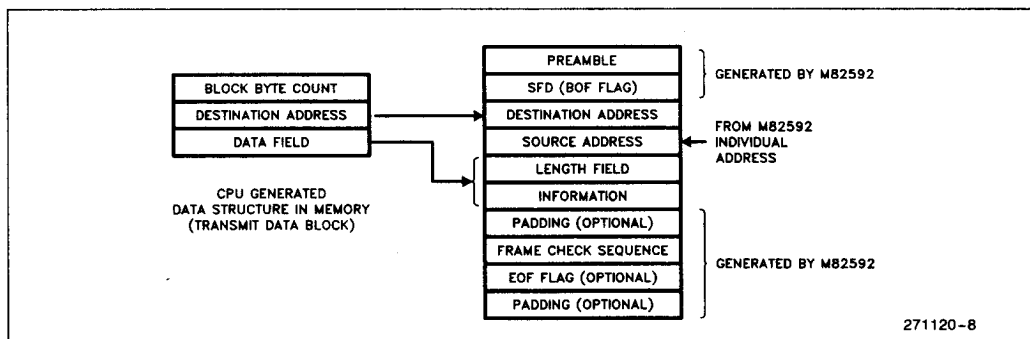 BLOCK BYTE COUNT
DESTINATION ADDRESS
DATA FIELD
CPU GENERATED
DATA STRUCTURE IN MEMORY
(TRANSMIT DATA BLOCK)
PREAMBLE
SFD (BOF FLAG)
DESTINATION ADDRESS
SOURCE ADDRESS
LENGTH FIELD
INFORMATION
PADDING (OPTIONAL)
FRAME CHECK SEQUENCE
EOF FLAG (OPTIONAL)
PADDING (OPTIONAL)
GENERATED BY M82592
FROM M82592
INDIVIDUAL
ADDRESS
GENERATED BY M82592
271120-8